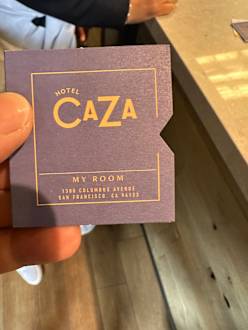 HOTEL
CAZA
MY ROOM
1300 COLUMBUS AVENUE
SAN FRANCISCO, CA 94133